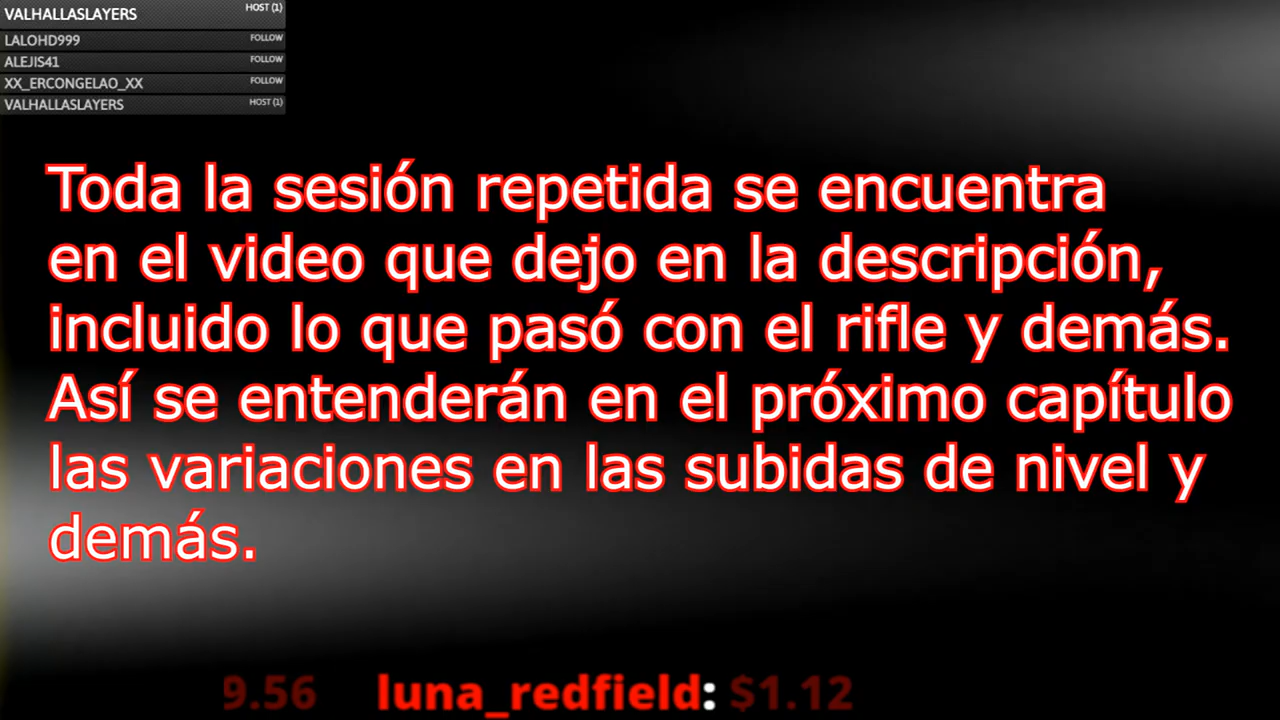 VALHALLASLAYERS HOST (1)
LALOHD999 FOLLOW
ALEJIS41 FOLLOW
XX_ERCONGELAO_XX FOLLOW
VALHALLASLAYERS HOST (1)
Toda la sesión repetida se encuentra
en el video que dejo en la descripción,
incluido lo que pasó con el rifle y demás.
Así se entenderán en el próximo capítulo
las variaciones en las subidas de nivel y
demás.
9.56 luna_redfield: $1.12